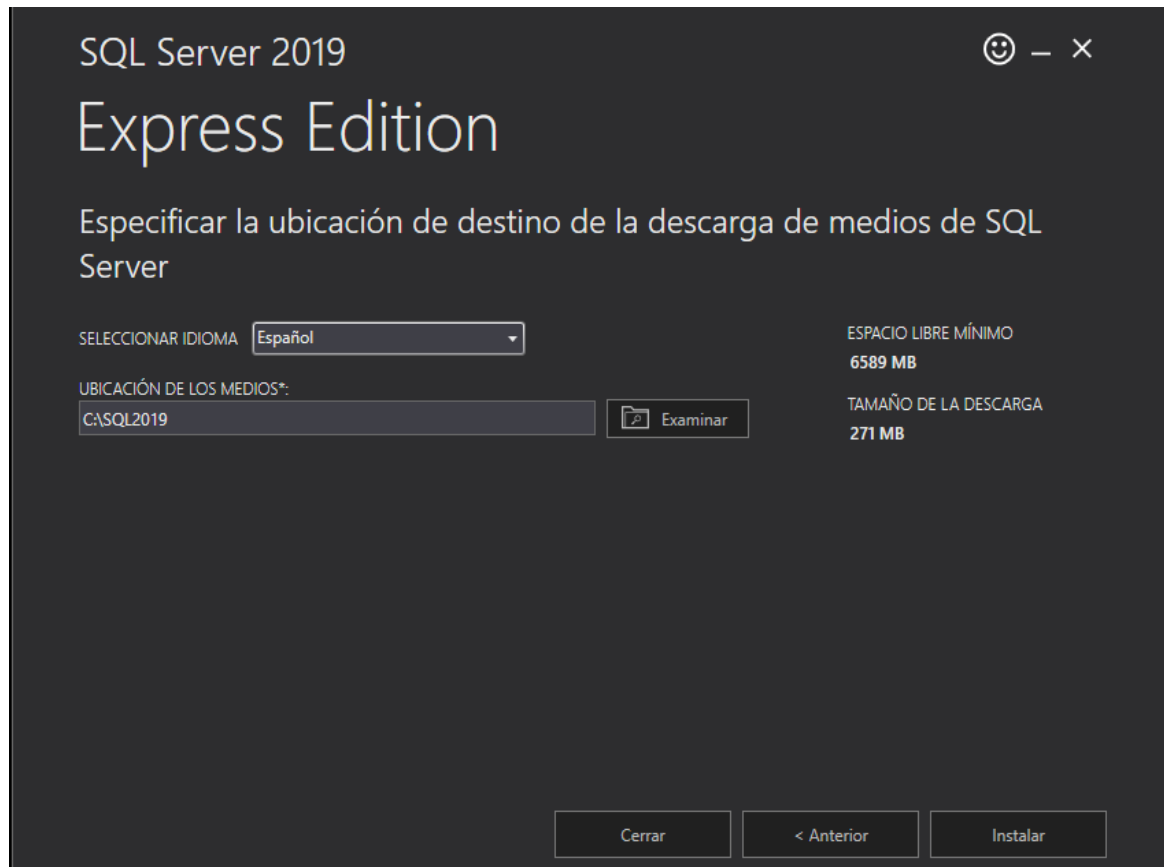 SQL Server 2019
Express Edition
Especificar la ubicación de destino de la descarga de medios de SQL
Server
SELECCIONAR IDIOMA Español
ESPACIO LIBRE MÍNIMO
6589 MB
UBICACIÓN DE LOS MEDIOS*:
C:\SQL2019 Examinar
TAMAÑO DE LA DESCARGA
271 MB
Cerrar < Anterior Instalar